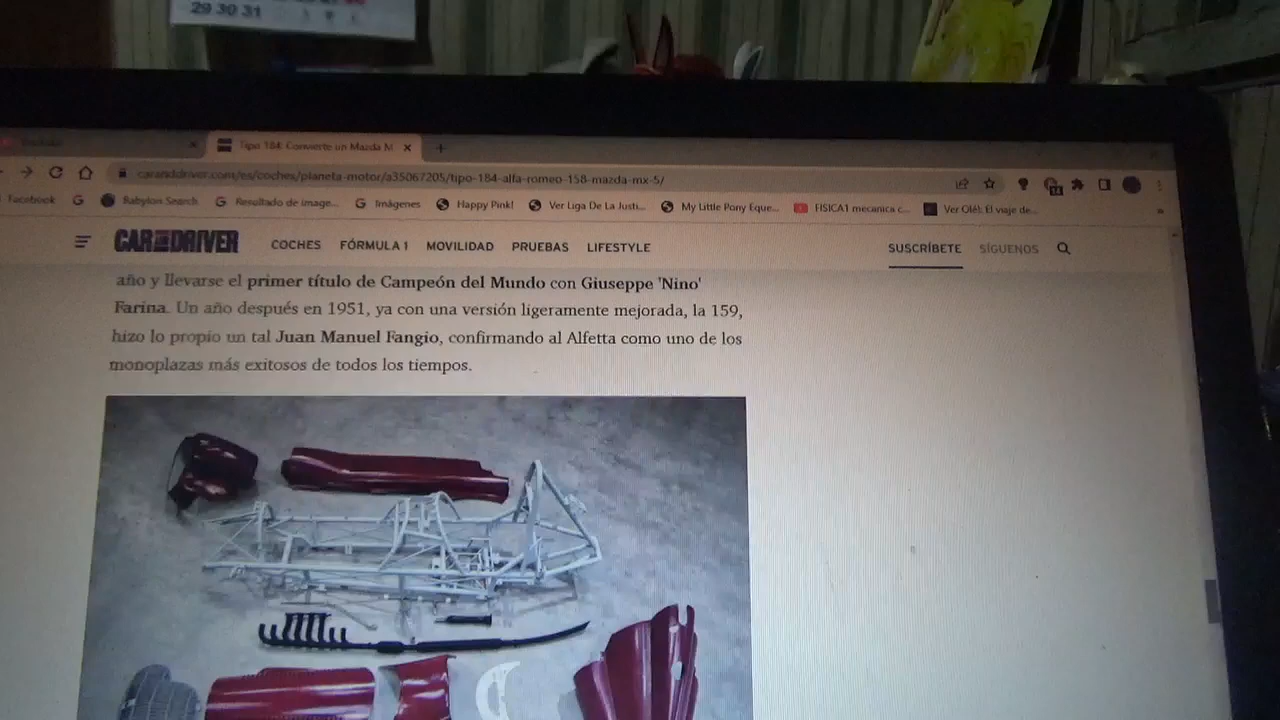 29 30 31
Tipo 184: Convierte un Mazda M
caranddriver.com/es/coches/planeta-motor/a35067205/tipo-184-alfa-romeo-158-mazda-mx-5/
Facebook Babylon Search Resultado de image... Imágenes Happy Pink! Ver Liga De La Justi... My Little Pony Eque... FISICA1 mecanica c... Ver Olé!: El viaje de...
CAR AND DRIVER COCHES FÓRMULA 1 MOVILIDAD PRUEBAS LIFESTYLE SUSCRÍBETE SÍGUENOS
año y llevarse el primer título de Campeón del Mundo con Giuseppe 'Nino'
Farina. Un año después en 1951, ya con una versión ligeramente mejorada, la 159,
hizo lo propio un tal Juan Manuel Fangio, confirmando al Alfetta como uno de los
monoplazas más exitosos de todos los tiempos.